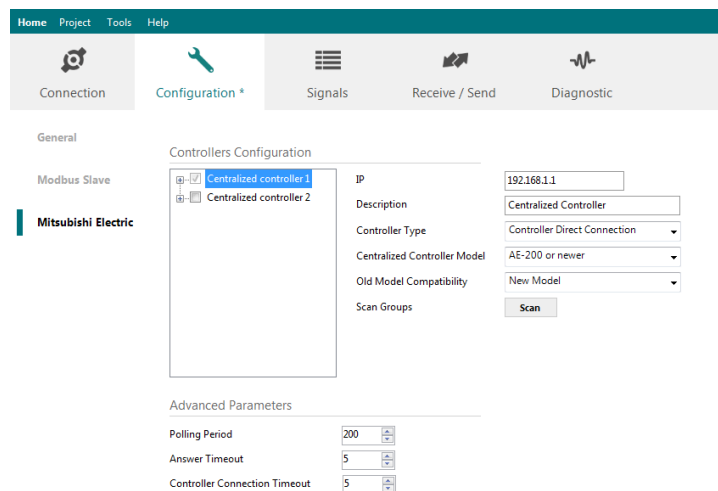 Home Project Tools Help
Connection Configuration * Signals Receive / Send Diagnostic
General
Modbus Slave
Mitsubishi Electric
Controllers Configuration
Centralized controller 1
Centralized controller 2
IP 192.168.1.1
Description Centralized Controller
Controller Type Controller Direct Connection
Centralized Controller Model AE-200 or newer
Old Model Compatibility New Model
Scan Groups Scan
Advanced Parameters
Polling Period 200
Answer Timeout 5
Controller Connection Timeout 5